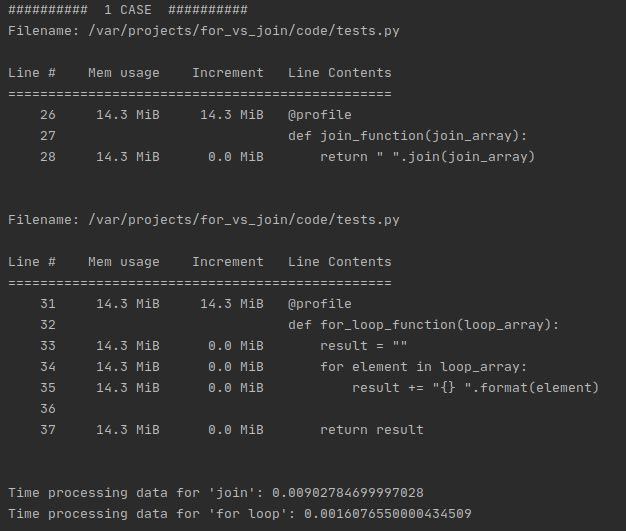 ##########  1 CASE  ##########
Filename: /var/projects/for_vs_join/code/tests.py
Line #    Mem usage    Increment   Line Contents
================================================
    26     14.3 MiB     14.3 MiB   @profile
    27                             def join_function(join_array):
    28     14.3 MiB      0.0 MiB       return " ".join(join_array)
Filename: /var/projects/for_vs_join/code/tests.py
Line #    Mem usage    Increment   Line Contents
================================================
    31     14.3 MiB     14.3 MiB   @profile
    32                             def for_loop_function(loop_array):
    33     14.3 MiB      0.0 MiB       result = ""
    34     14.3 MiB      0.0 MiB       for element in loop_array:
    35     14.3 MiB      0.0 MiB           result += "{} ".format(element)
    36
    37     14.3 MiB      0.0 MiB       return result
Time processing data for 'join': 0.00902784699997028
Time processing data for 'for loop': 0.0016076550000434509